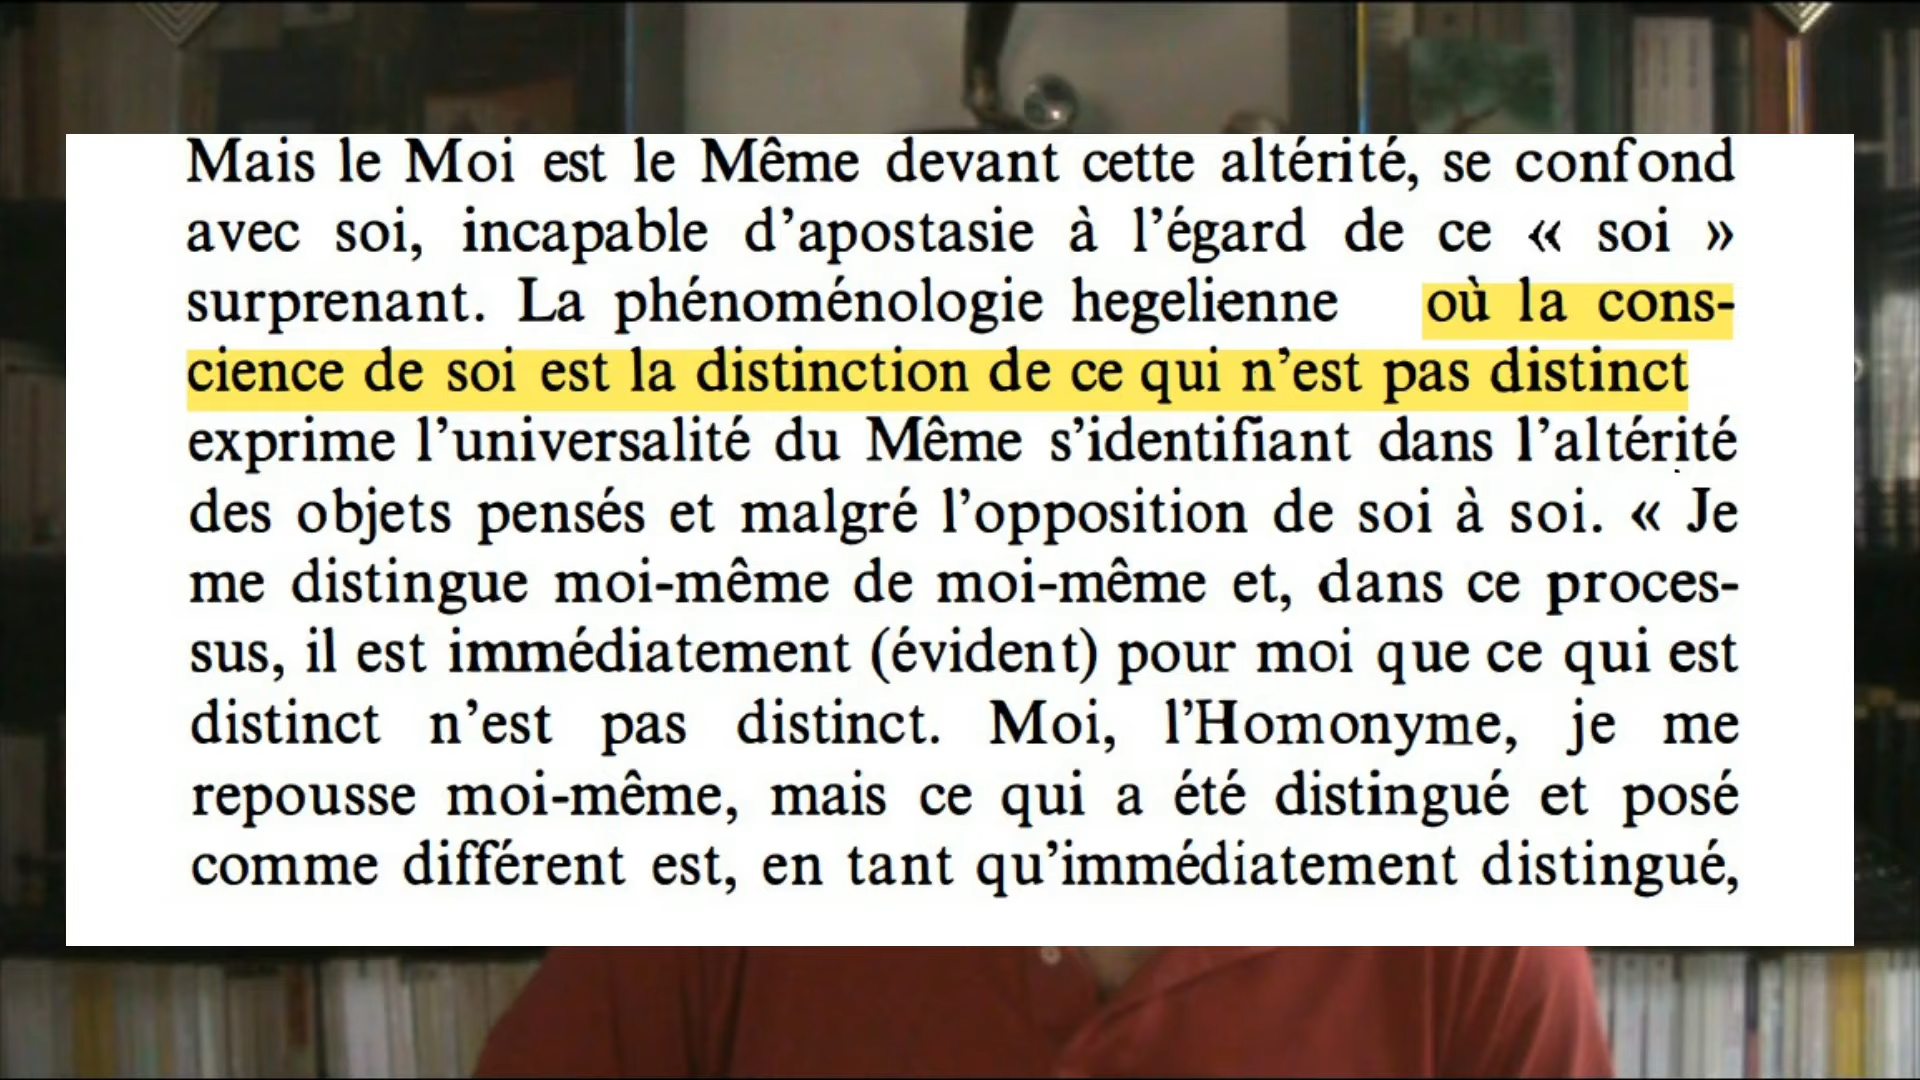 Mais le Moi est le Même devant cette altérité, se confond
avec soi, incapable d'apostasie à l'égard de ce « soi »
surprenant. La phénoménologie hegelienne où la cons-
cience de soi est la distinction de ce qui n'est pas distinct
exprime l'universalité du Même s'identifiant dans l'altérité
des objets pensés et malgré l'opposition de soi à soi. « Je
me distingue moi-même de moi-même et, dans ce proces-
sus, il est immédiatement (évident) pour moi que ce qui est
distinct n'est pas distinct. Moi, l'Homonyme, je me
repousse moi-même, mais ce qui a été distingué et posé
comme différent est, en tant qu'immédiatement distingué,